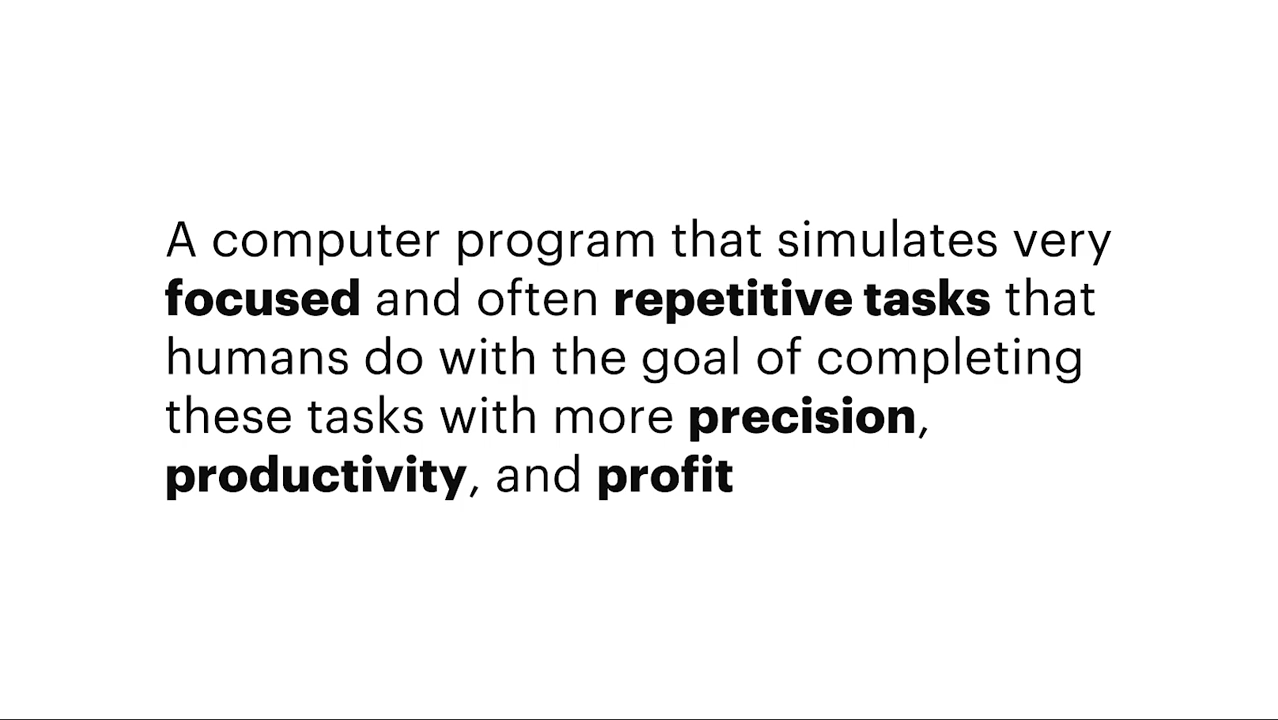 A computer program that simulates very
focused and often repetitive tasks that
humans do with the goal of completing
these tasks with more precision,
productivity, and profit